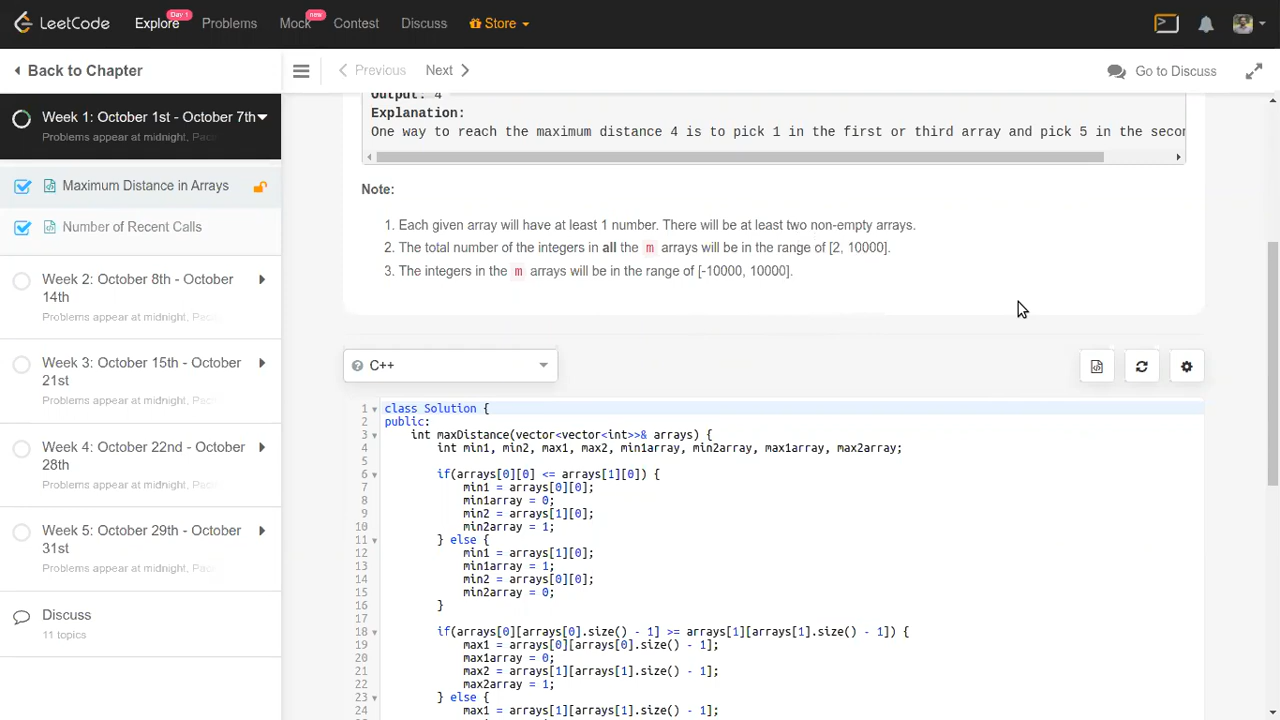 LeetCode
Explore
Day 1
Problems
Mock
new
Contest
Discuss
Store
Back to Chapter
Previous
Next
Go to Discuss
Week 1: October 1st - October 7th
Problems appear at midnight, Pac
Maximum Distance in Arrays
Number of Recent Calls
Week 2: October 8th - October
14th
Problems appear at midnight, Pac
Week 3: October 15th - October
21st
Problems appear at midnight, Pac
Week 4: October 22nd - October
28th
Problems appear at midnight, Pac
Week 5: October 29th - October
31st
Problems appear at midnight, Pac
Discuss
11 topics
Output: 4
Explanation:
One way to reach the maximum distance 4 is to pick 1 in the first or third array and pick 5 in the secon
Note:
1. Each given array will have at least 1 number. There will be at least two non-empty arrays.
2. The total number of the integers in all the m arrays will be in the range of [2, 10000].
3. The integers in the m arrays will be in the range of [-10000, 10000].
C++
1 class Solution {
2 public:
3 int maxDistance(vector<vector<int>>& arrays) {
4 int min1, min2, max1, max2, min1array, min2array, max1array, max2array;
5
6 if(arrays[0][0] <= arrays[1][0]) {
7 min1 = arrays[0][0];
8 min1array = 0;
9 min2 = arrays[1][0];
10 min2array = 1;
11 } else {
12 min1 = arrays[1][0];
13 min1array = 1;
14 min2 = arrays[0][0];
15 min2array = 0;
16 }
17
18 if(arrays[0][arrays[0].size() - 1] >= arrays[1][arrays[1].size() - 1]) {
19 max1 = arrays[0][arrays[0].size() - 1];
20 max1array = 0;
21 max2 = arrays[1][arrays[1].size() - 1];
22 max2array = 1;
23 } else {
24 max1 = arrays[1][arrays[1].size() - 1];